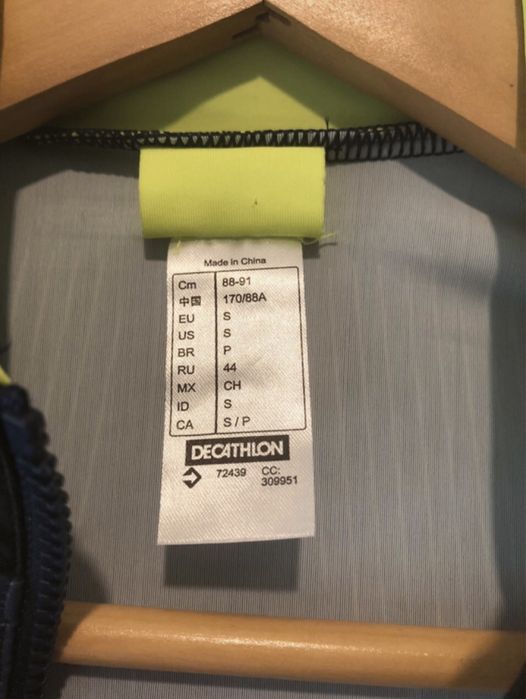 Made in China
Cm 88-91
中国 170/88A
EU S
US S
BR P
RU 44
MX CH
ID S
CA S / P
DECATHLON
72439 CC: 309951